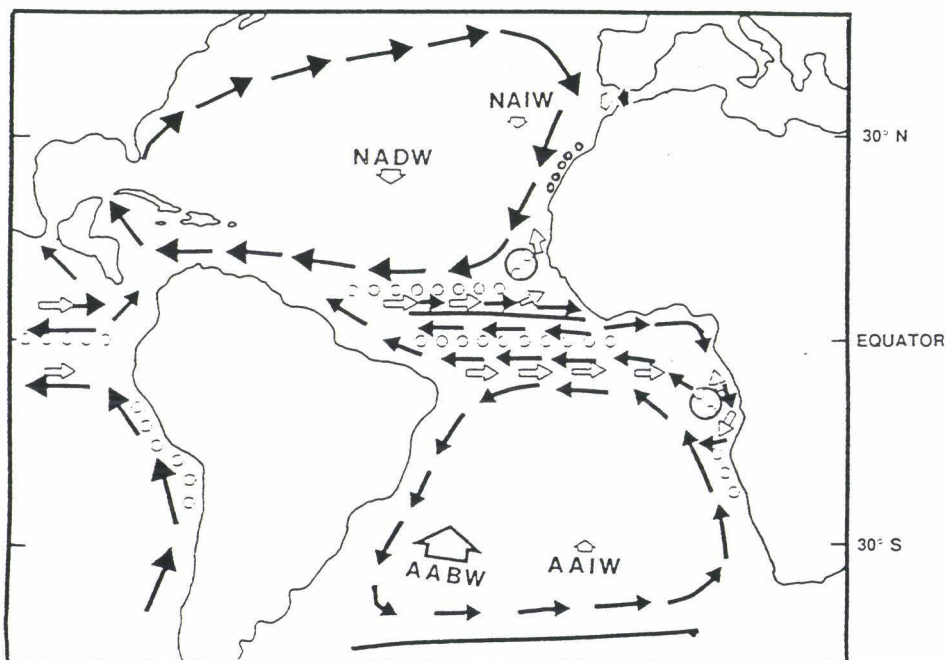 NAIW
30° N
NADW
EQUATOR
30° S
AABW
AAIW